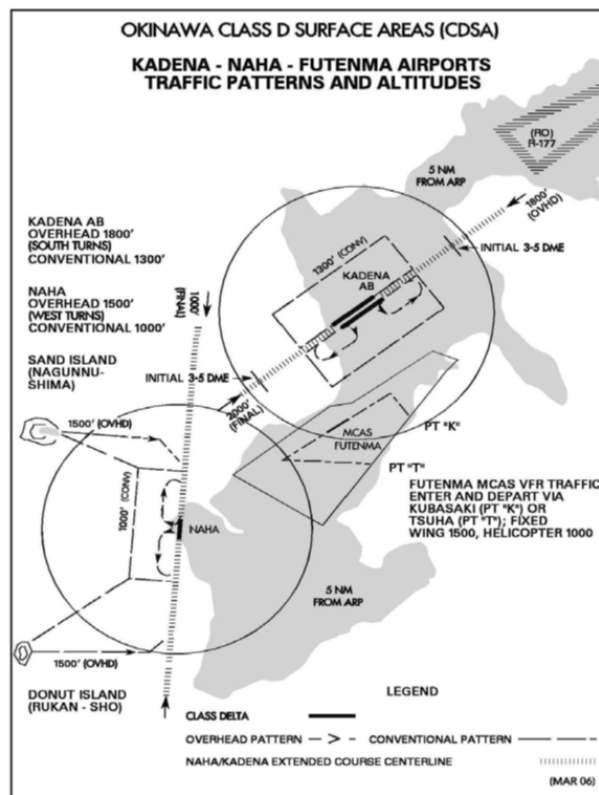 OKINAWA CLASS D SURFACE AREAS (CDSA)
KADENA - NAHA - FUTENMA AIRPORTS
TRAFFIC PATTERNS AND ALTITUDES
(RO)
R-177
5 NM
FROM ARP
1800'
(OVHD)
KADENA AB
OVERHEAD 1800'
(SOUTH TURNS)
CONVENTIONAL 1300'
NAHA
OVERHEAD 1500'
(WEST TURNS)
CONVENTIONAL 1000'
SAND ISLAND
(NAGUNNU-
SHIMA)
1000'
(FINAL)
INITIAL 3-5 DME
1300' (CONV)
KADENA
AB
INITIAL 3-5 DME
2000'
(FINAL)
1500' (OVHD)
MCAS
FUTENMA
PT "K"
PT "T"
FUTENMA MCAS VFR TRAFFIC
ENTER AND DEPART VIA
KUBASAKI (PT "K") OR
TSUHA (PT "T"); FIXED
WING 1500, HELICOPTER 1000
1000' (CONV)
NAHA
5 NM
FROM ARP
1500' (OVHD)
DONUT ISLAND
(RUKAN - SHO)
LEGEND
CLASS DELTA
OVERHEAD PATTERN
CONVENTIONAL PATTERN
NAHA/KADENA EXTENDED COURSE CENTERLINE
(MAR 06)